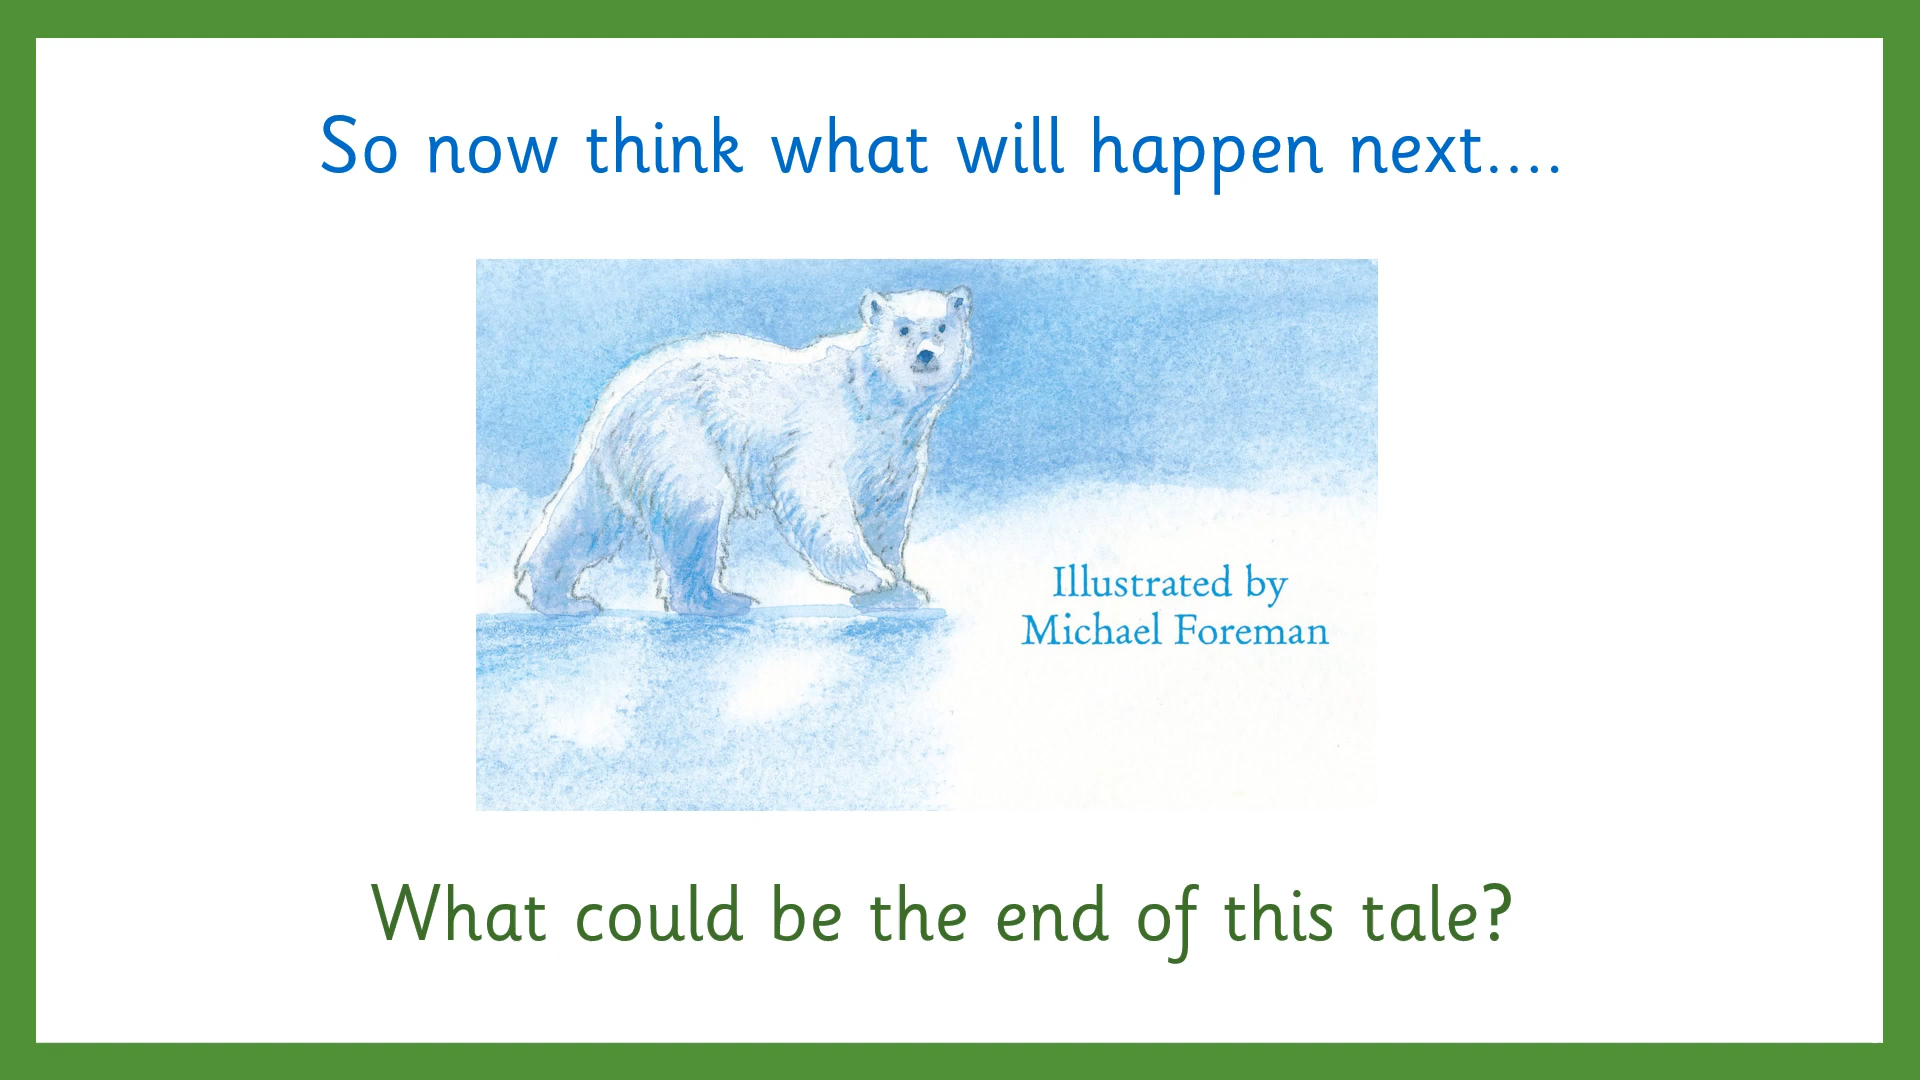 So now think what will happen next....
Illustrated by
Michael Foreman
What could be the end of this tale?